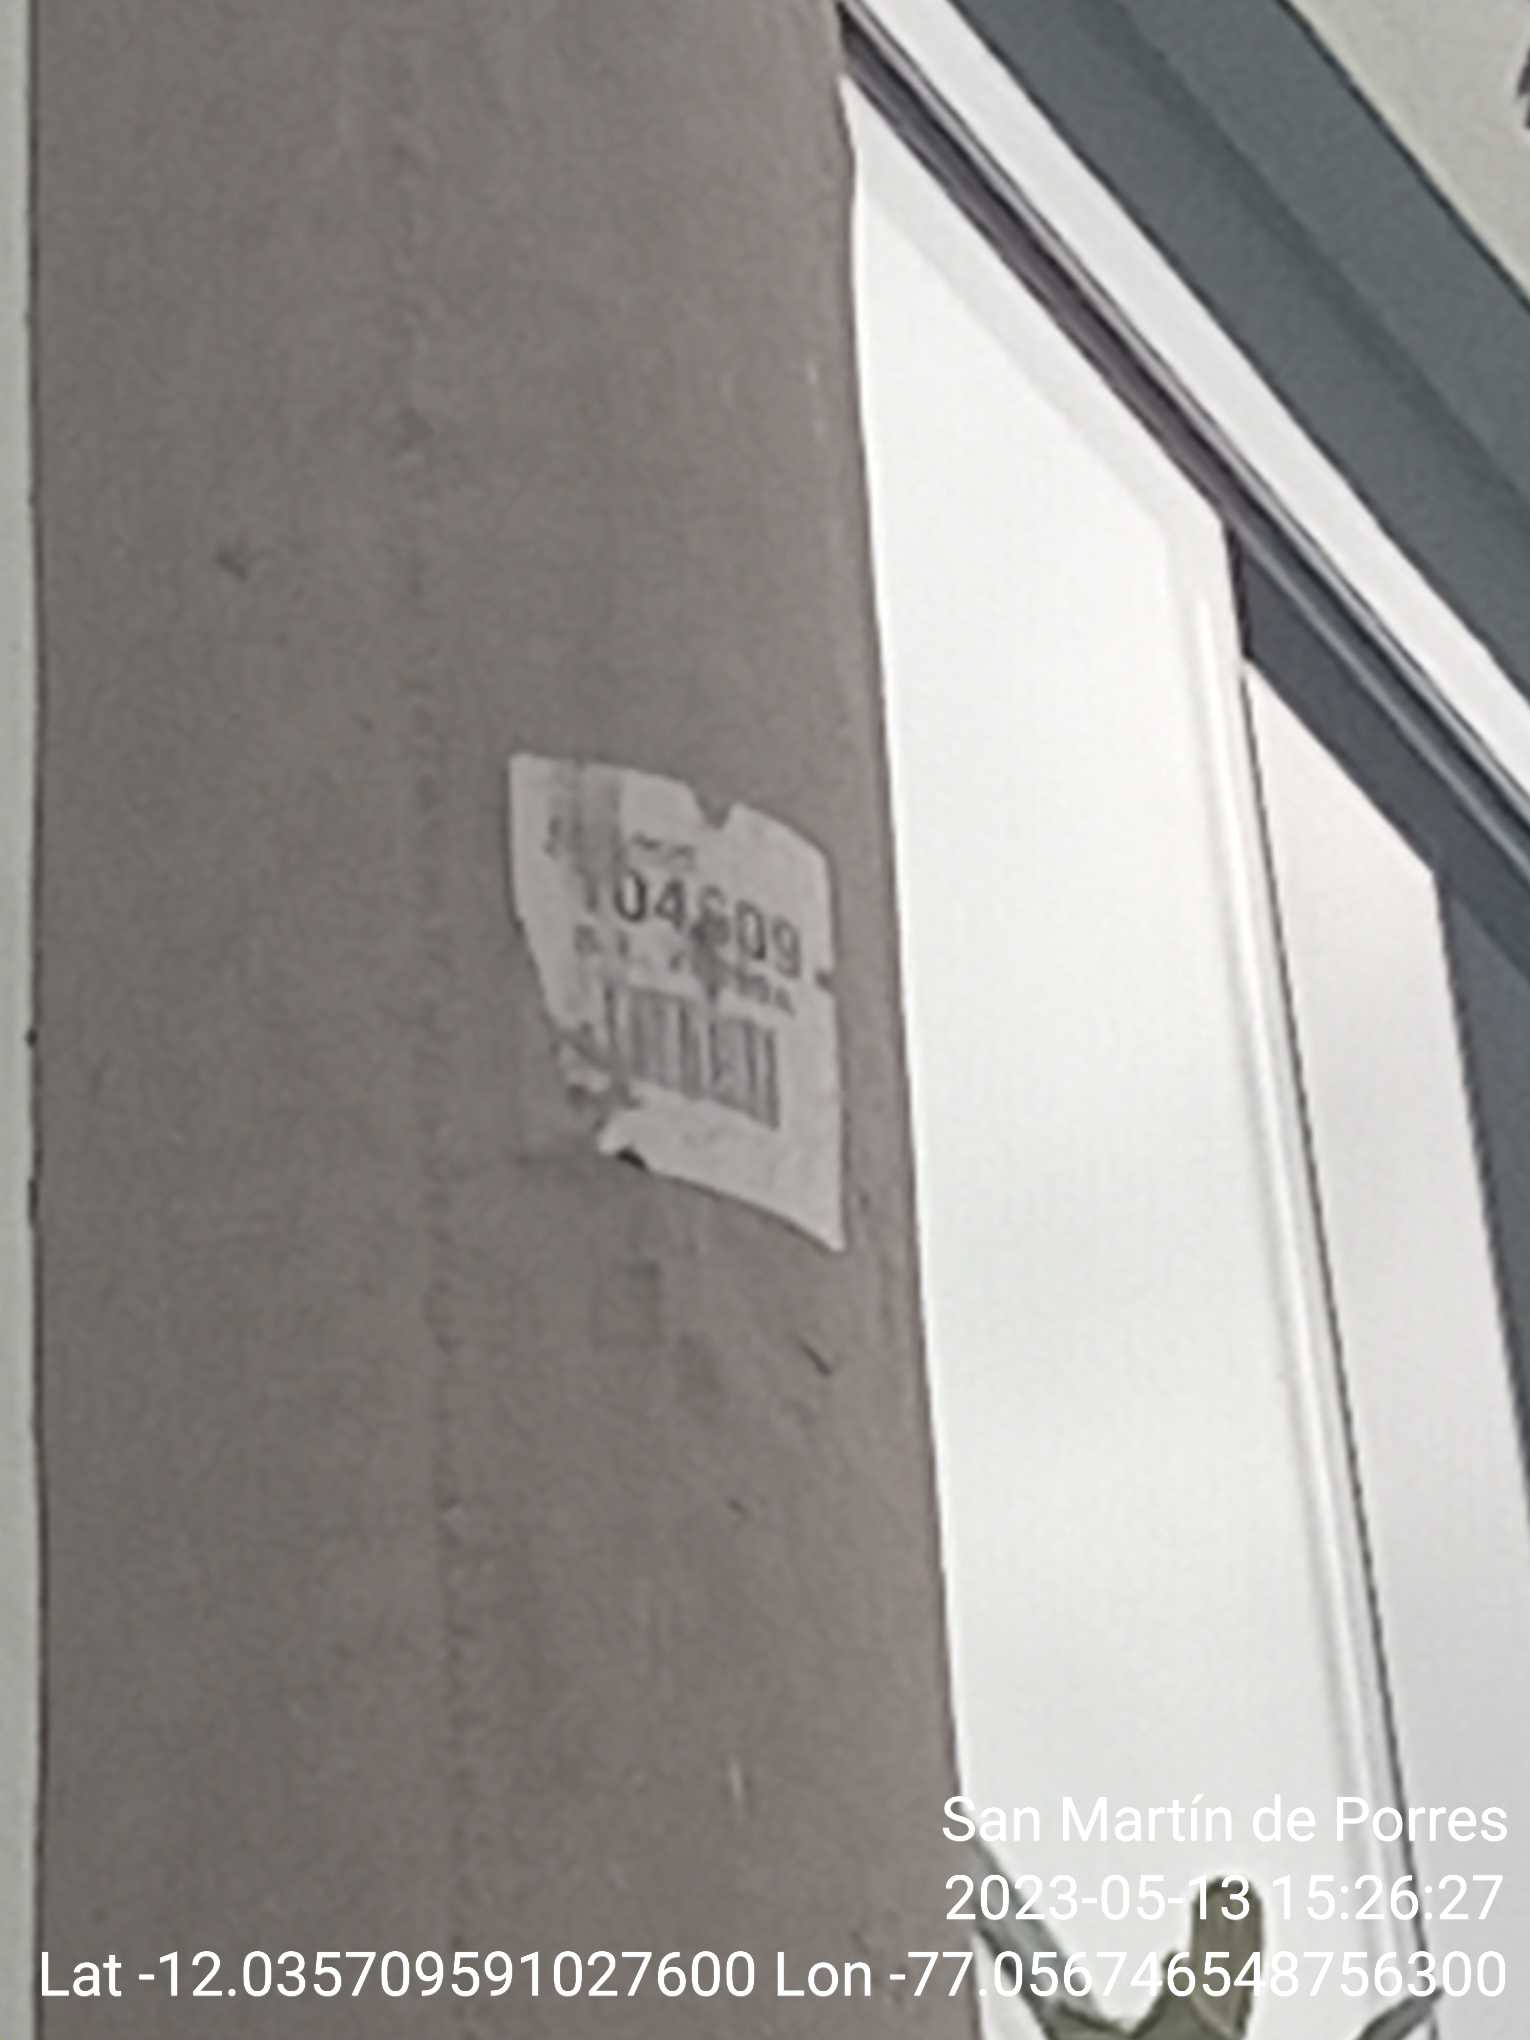 104609
San Martín de Porres
2023-05-13 15:26:27
Lat -12.035709591027600 Lon -77.056746548756300